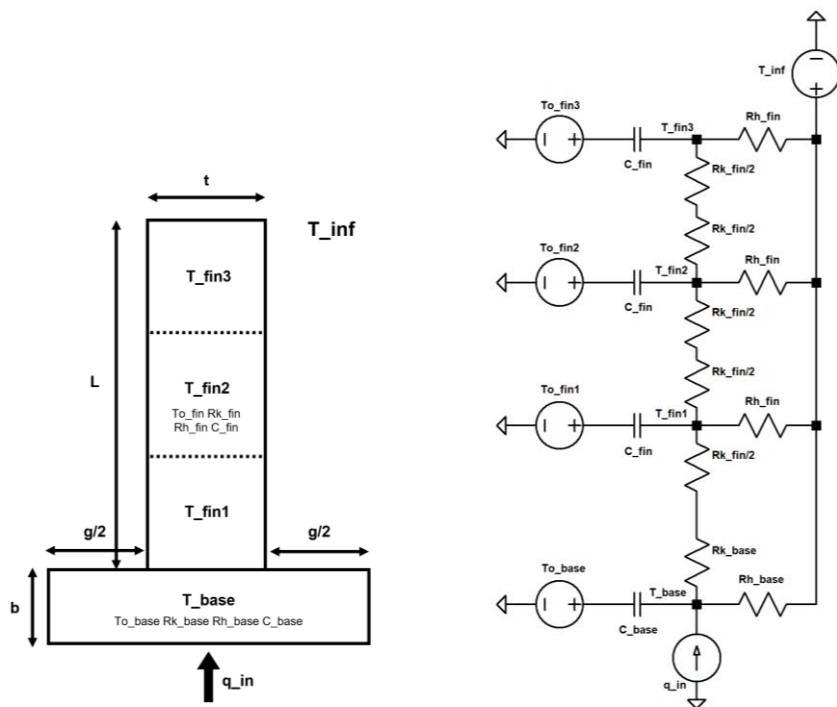 t
T_inf
T_fin3
L
T_fin2
To_fin Rk_fin
Rh_fin C_fin
T_fin1
g/2
g/2
b
T_base
To_base Rk_base Rh_base C_base
q_in
T_inf
To_fin3
T_fin3
Rh_fin
C_fin
Rk_fin/2
Rk_fin/2
To_fin2
T_fin2
Rh_fin
C_fin
Rk_fin/2
Rk_fin/2
To_fin1
T_fin1
Rh_fin
C_fin
Rk_fin/2
Rk_base
To_base
T_base
Rh_base
C_base
q_in